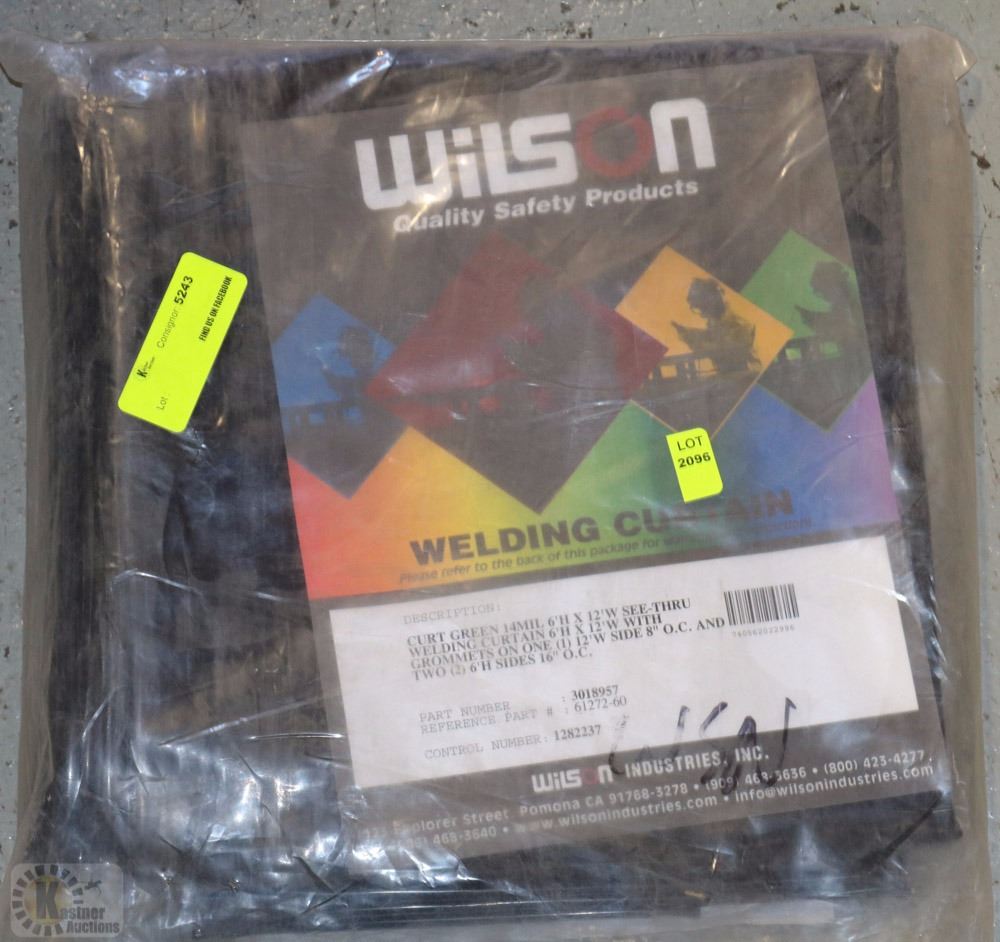 WilSON
Quality Safety Products
Consignor 5243
FIND US ON FACEBOOK
Lot
LOT
2096
WELDING CURTAIN
Please refer to the back of this package for
DESCRIPTION:
CURT GREEN 14MIL 6'H X 12'W SEE-THRU
WELDING CURTAIN 6'H X 12'W WITH
GROMMETS ON ONE (1) 12'W SIDE 8" O.C. AND
TWO (2) 6'H SIDES 16" O.C.
PART NUMBER : 3018957
REFERENCE PART # : 61272-60
CONTROL NUMBER: 1282237
WilSON INDUSTRIES, INC.
Explorer Street Pomona CA 91768-3278 • (909) 468-3636 • (800) 423-4277
468-3640 • www.wilsonindustries.com • info@wilsonindustries.com
Kastner
Auctions